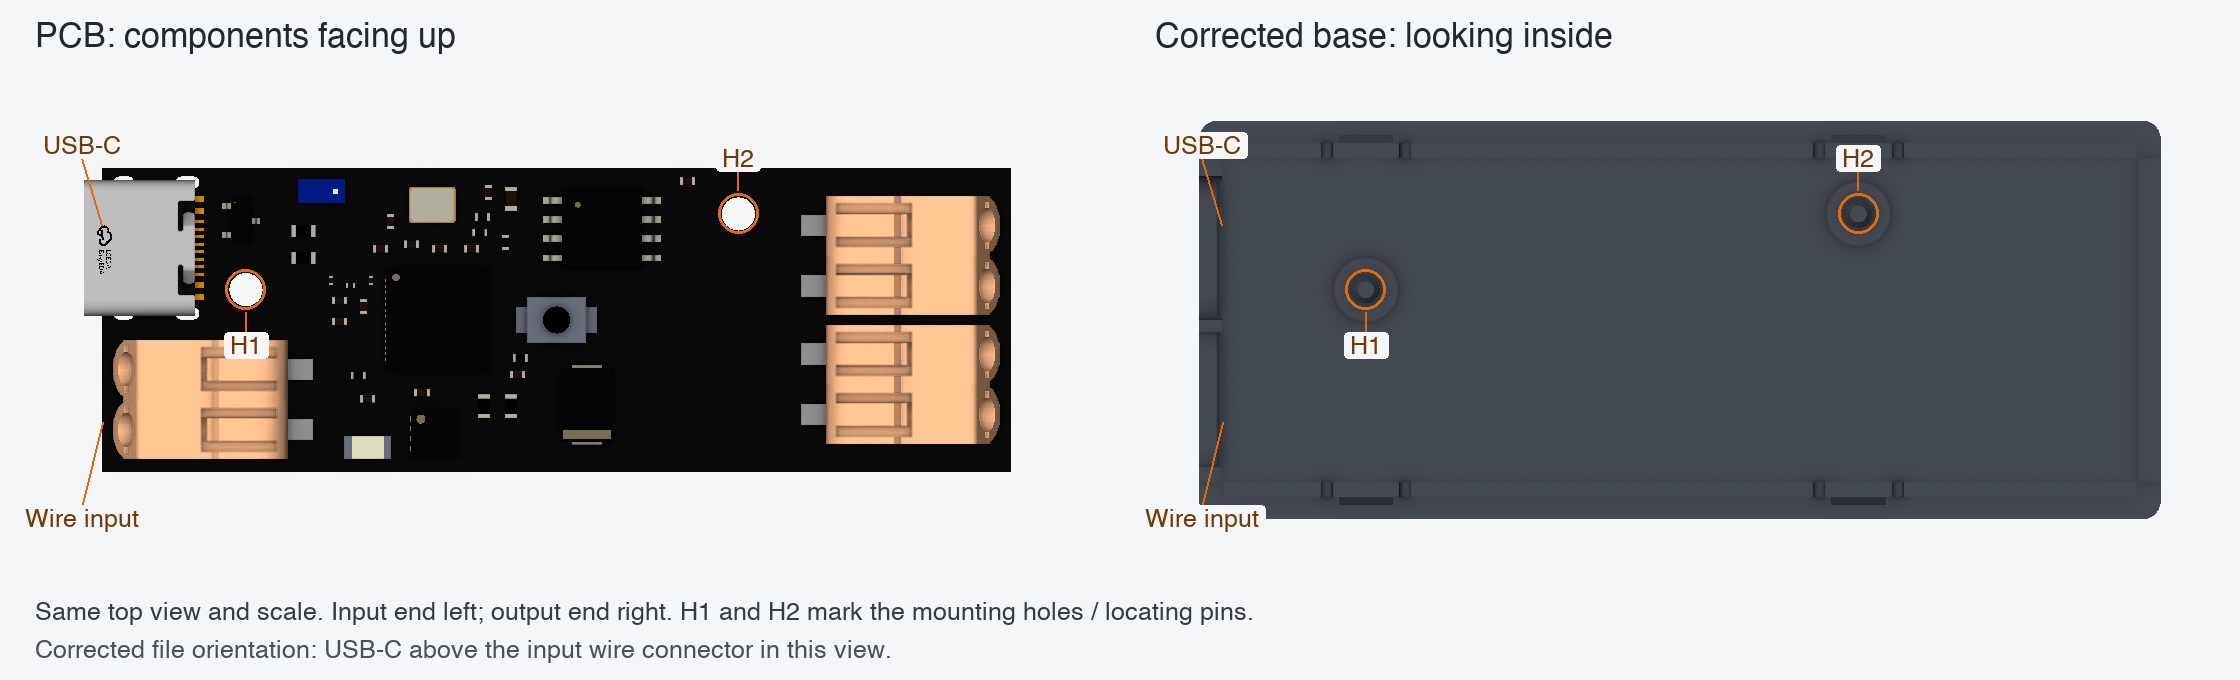 PCB: components facing up
Corrected base: looking inside
USB-C
H2
H1
Wire input
USB-C
H2
H1
Wire input
Same top view and scale. Input end left; output end right. H1 and H2 mark the mounting holes / locating pins.
Corrected file orientation: USB-C above the input wire connector in this view.